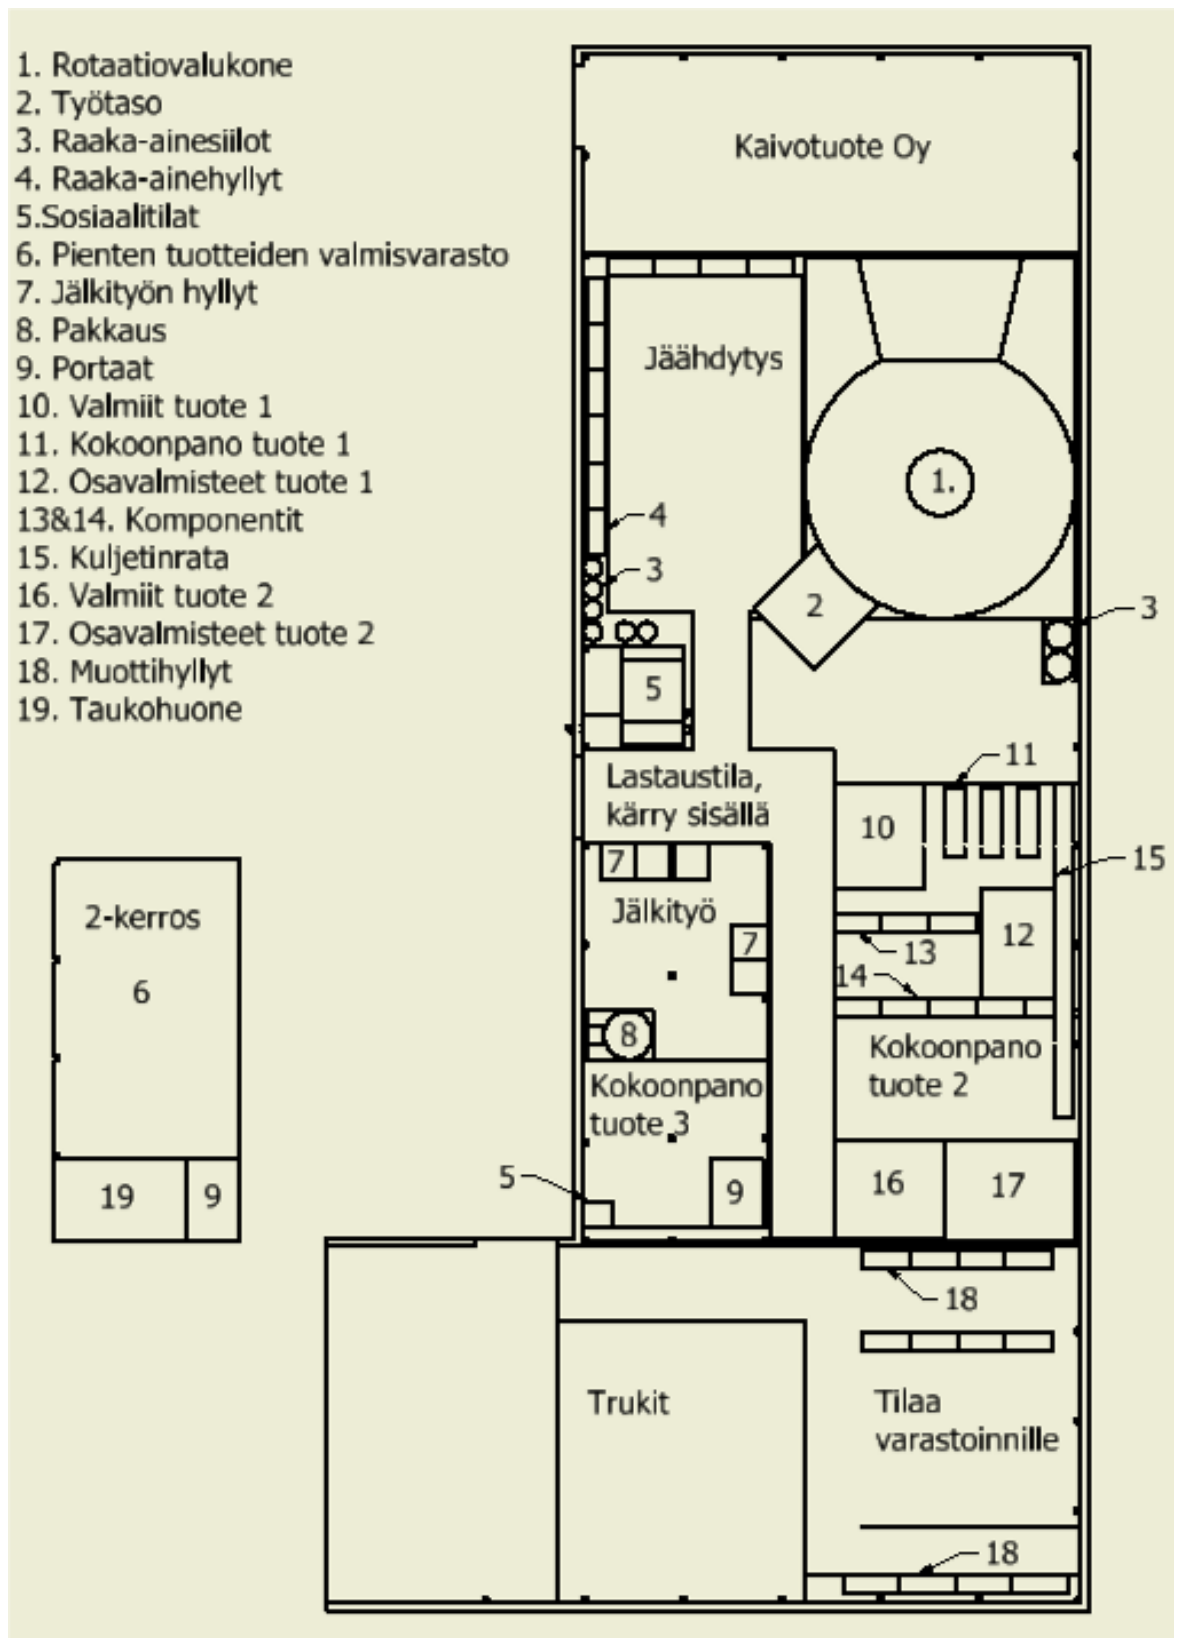 1. Rotaatiovalukone
2. Työtaso
3. Raaka-ainesiilot
4. Raaka-ainehyllyt
5.Sosiaalitilat
6. Pienten tuotteiden valmisvarasto
7. Jälkityön hyllyt
8. Pakkaus
9. Portaat
10. Valmiit tuote 1
11. Kokoonpano tuote 1
12. Osavalmisteet tuote 1
13&14. Komponentit
15. Kuljetinrata
16. Valmiit tuote 2
17. Osavalmisteet tuote 2
18. Muottihyllyt
19. Taukohuone
Kaivotuote Oy
Jäähdytys
1.
4
3
2
3
5
11
Lastaustila,
kärry sisällä
10
15
7
Jälkityö
7
12
13
14
8
Kokoonpano
tuote 2
Kokoonpano
tuote 3
5
9
16
17
2-kerros
6
19
9
18
Trukit
Tilaa
varastoinnille
18